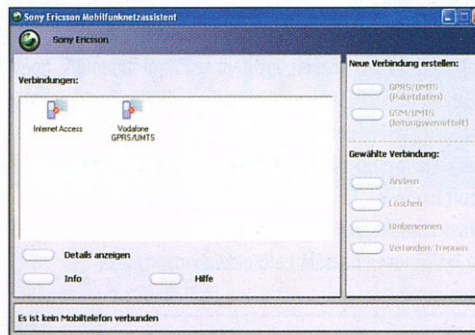 Sony Ericsson Mobilfunknetzassistent
Sony Ericsson
Verbindungen:
Internet Access
Vodafone
GPRS/UMTS
Details anzeigen
Info
Hilfe
Neue Verbindung erstellen:
GPRS/UMTS
(Paketdaten)
GSM/UMTS
(leitungsvermittelt)
Gewählte Verbindung:
Ändern
Löschen
Umbenennen
Verbinden/Trennen
Es ist kein Mobiltelefon verbunden